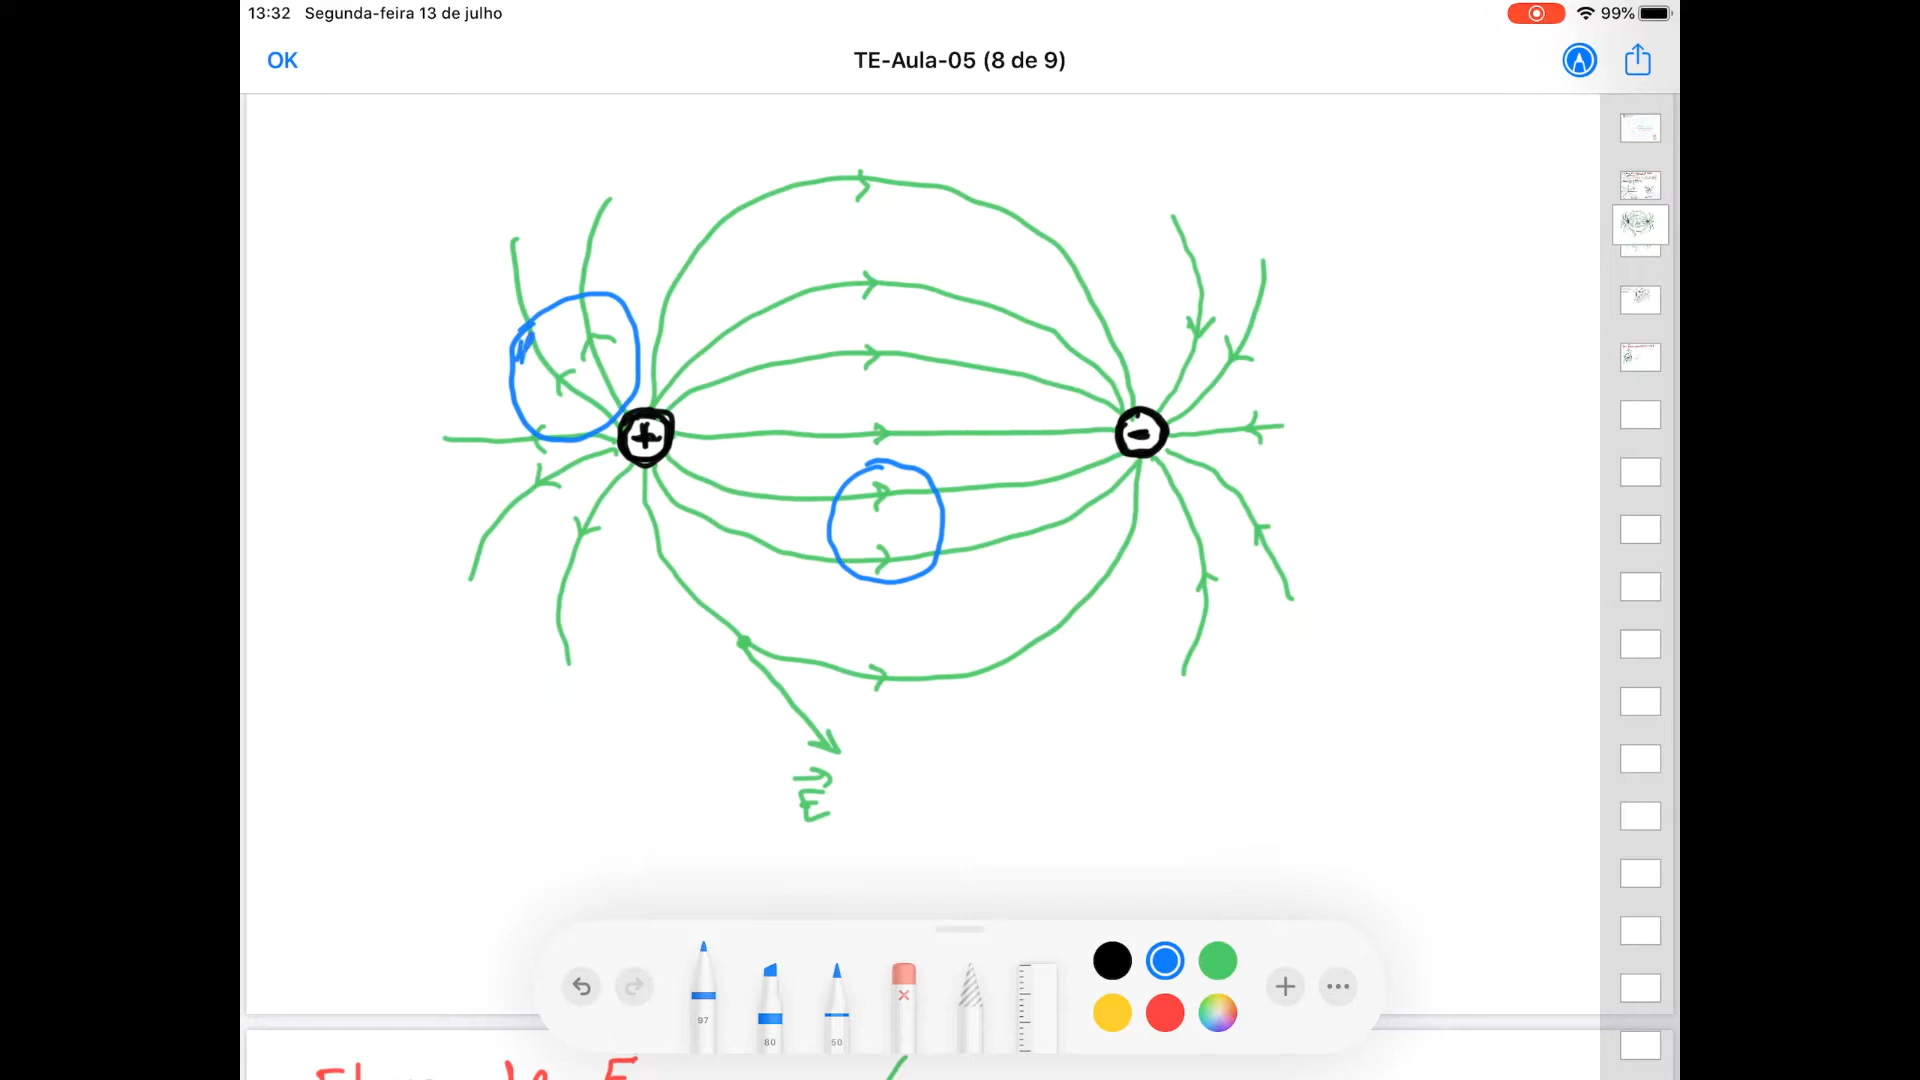 13:32 Segunda-feira 13 de julho
99%
OK
TE-Aula-05 (8 de 9)
+
-
E
97
80
50